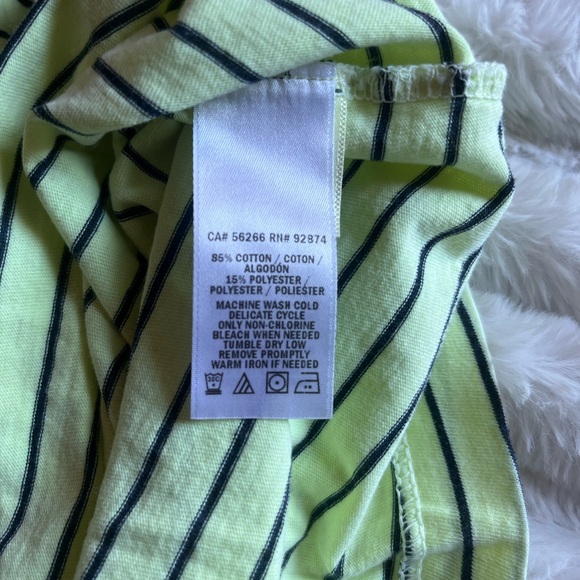 CA# 56266 RN# 92874
85% COTTON / COTON /
ALGODÓN
15% POLYESTER /
POLYESTER / POLIESTER
MACHINE WASH COLD
DELICATE CYCLE
ONLY NON-CHLORINE
BLEACH WHEN NEEDED
TUMBLE DRY LOW
REMOVE PROMPTLY
WARM IRON IF NEEDED